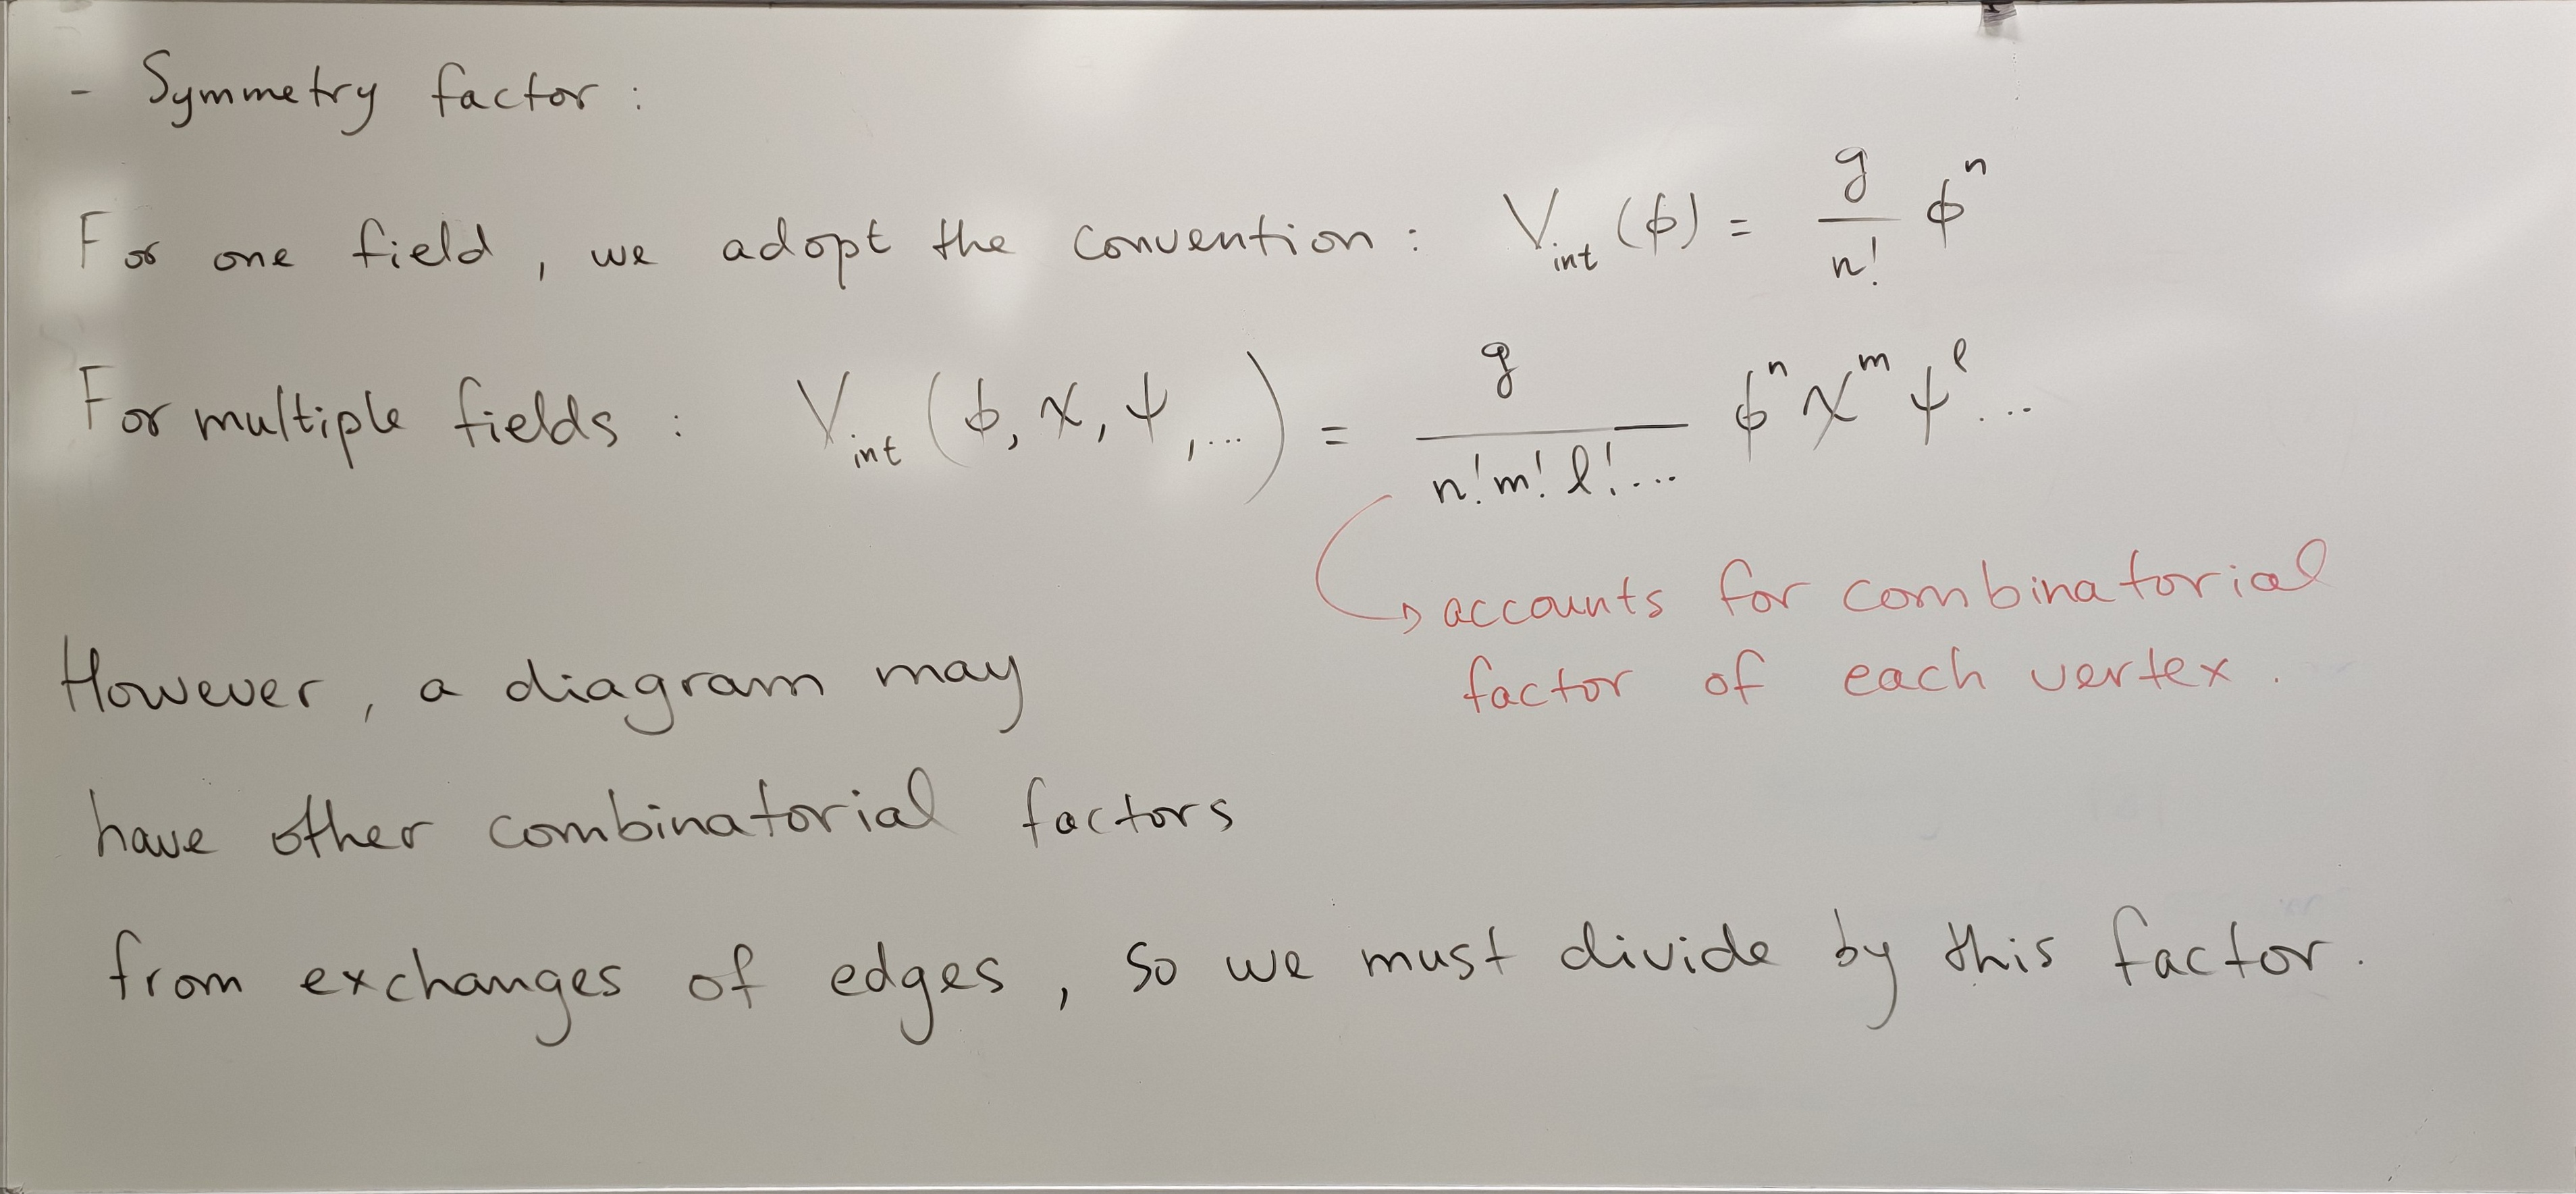 - Symmetry factor :
For one field , we adopt the convention : V_int (ϕ) = g/n! ϕ^n
For multiple fields : V_int (ϕ, χ, ψ, ...) = g/(n! m! l! ...) ϕ^n χ^m ψ^l ...
↳ accounts for combinatorial
factor of each vertex .
However , a diagram may
have other combinatorial factors
from exchanges of edges , so we must divide by this factor .